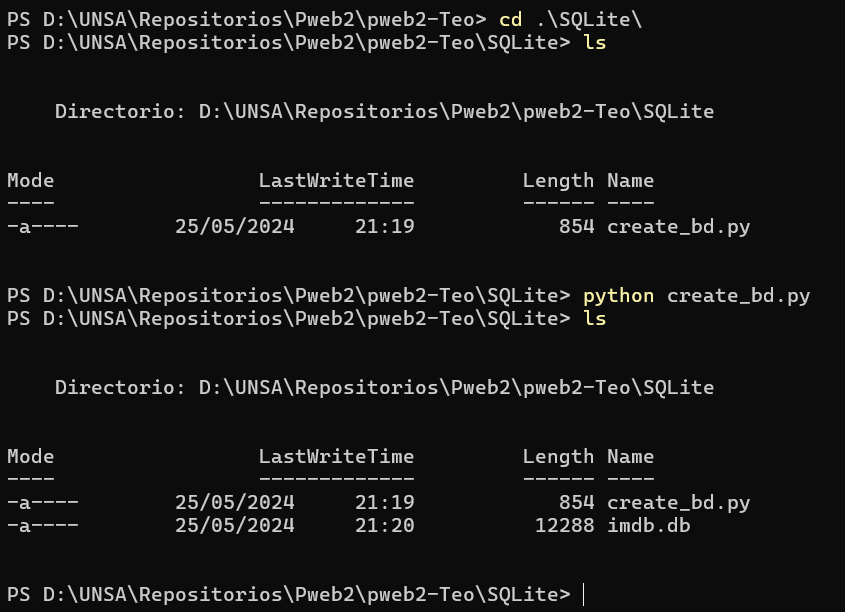 PS D:\UNSA\Repositorios\Pweb2\pweb2-Teo> cd .\SQLite\
PS D:\UNSA\Repositorios\Pweb2\pweb2-Teo\SQLite> ls
Directorio: D:\UNSA\Repositorios\Pweb2\pweb2-Teo\SQLite
Mode                 LastWriteTime         Length Name
----                 -------------         ------ ----
-a----        25/05/2024     21:19            854 create_bd.py
PS D:\UNSA\Repositorios\Pweb2\pweb2-Teo\SQLite> python create_bd.py
PS D:\UNSA\Repositorios\Pweb2\pweb2-Teo\SQLite> ls
Directorio: D:\UNSA\Repositorios\Pweb2\pweb2-Teo\SQLite
Mode                 LastWriteTime         Length Name
----                 -------------         ------ ----
-a----        25/05/2024     21:19            854 create_bd.py
-a----        25/05/2024     21:20          12288 imdb.db
PS D:\UNSA\Repositorios\Pweb2\pweb2-Teo\SQLite>